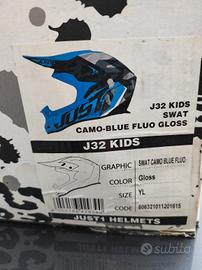 JUST1
J32 KIDS
SWAT
CAMO-BLUE FLUO GLOSS
J32 KIDS
GRAPHIC
SWAT CAMO BLUE FLUO
COLOR
Gloss
SIZE
YL
CODE
606321011201615
JUST1 HELMETS
subito